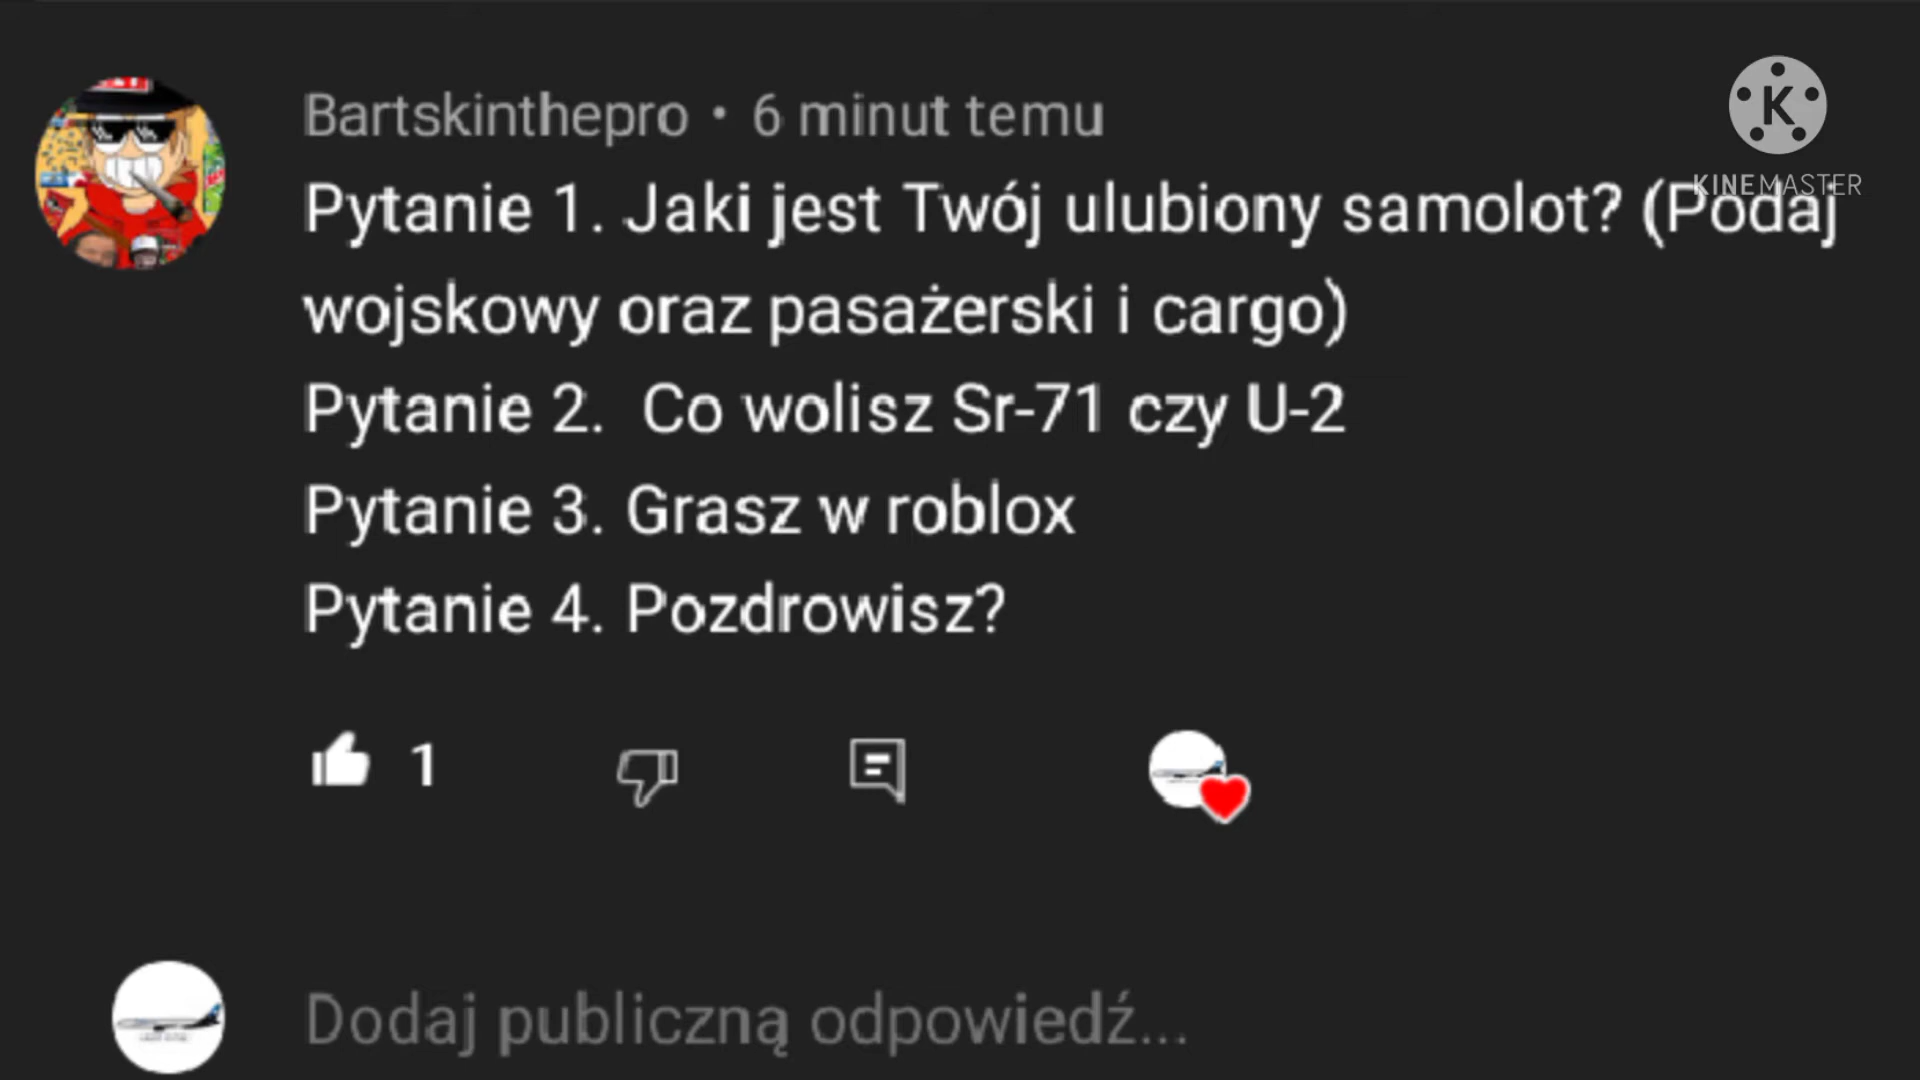 Bartskinthepro • 6 minut temu
K
KINEMASTER
Pytanie 1. Jaki jest Twój ulubiony samolot? (Podaj
wojskowy oraz pasażerski i cargo)
Pytanie 2. Co wolisz Sr-71 czy U-2
Pytanie 3. Grasz w roblox
Pytanie 4. Pozdrowisz?
1
Dodaj publiczną odpowiedź...